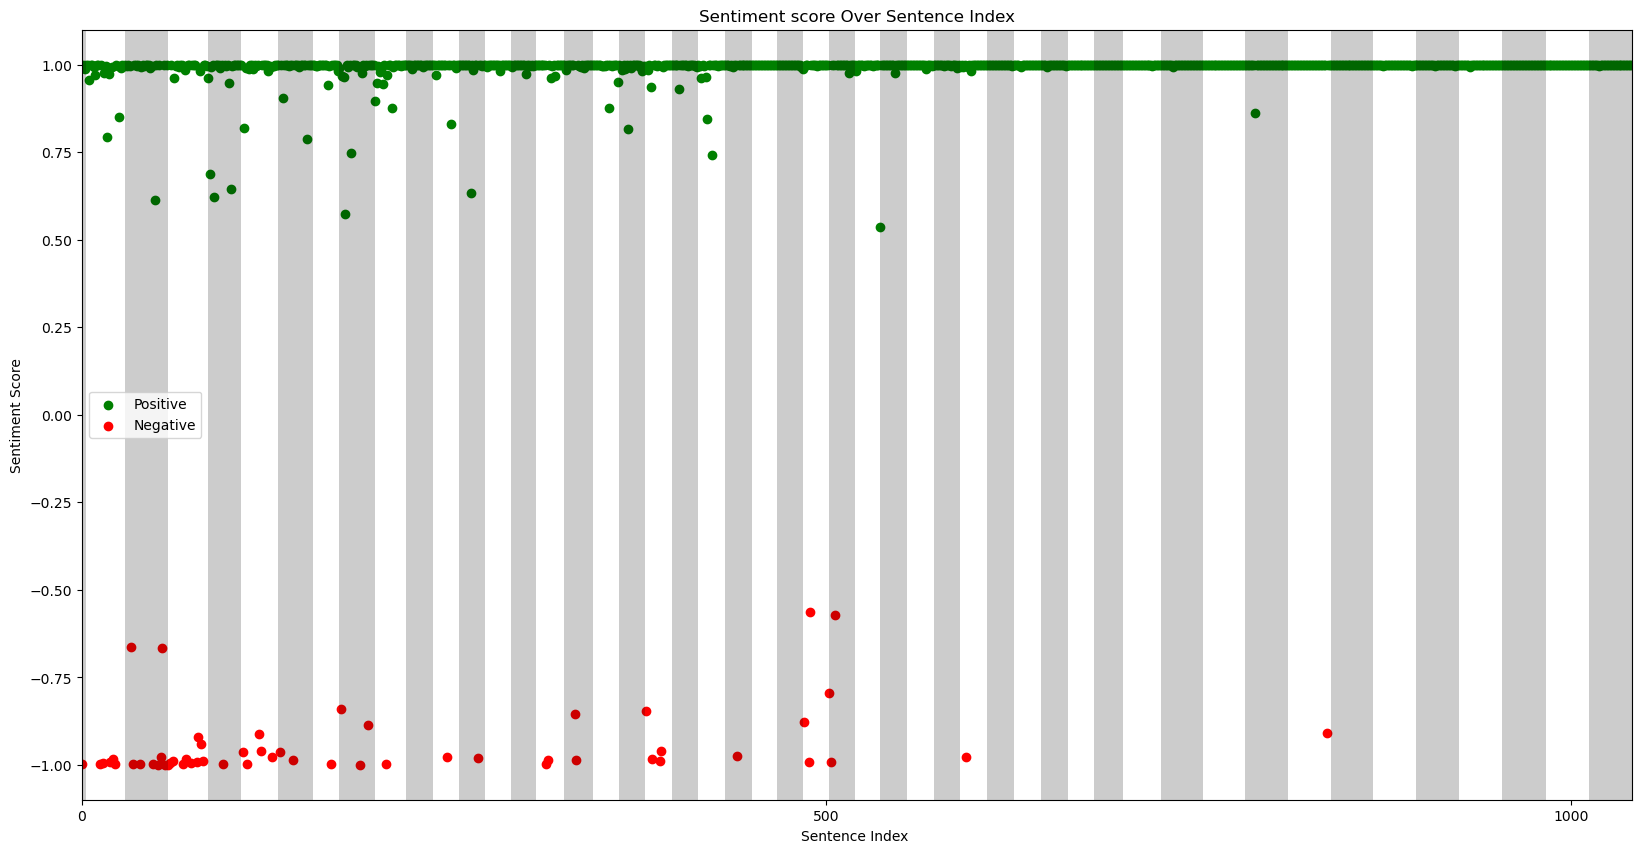 Sentiment score Over Sentence Index
Sentiment Score
1.00
0.75
0.50
0.25
0.00
−0.25
−0.50
−0.75
−1.00
Positive
Negative
0
500
1000
Sentence Index